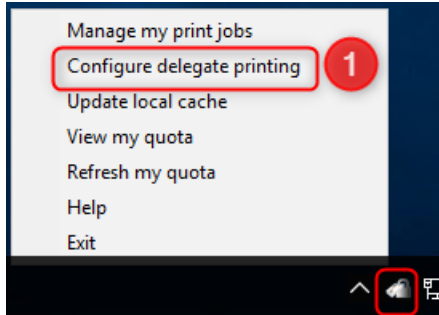 Manage my print jobs
Configure delegate printing
1
Update local cache
View my quota
Refresh my quota
Help
Exit